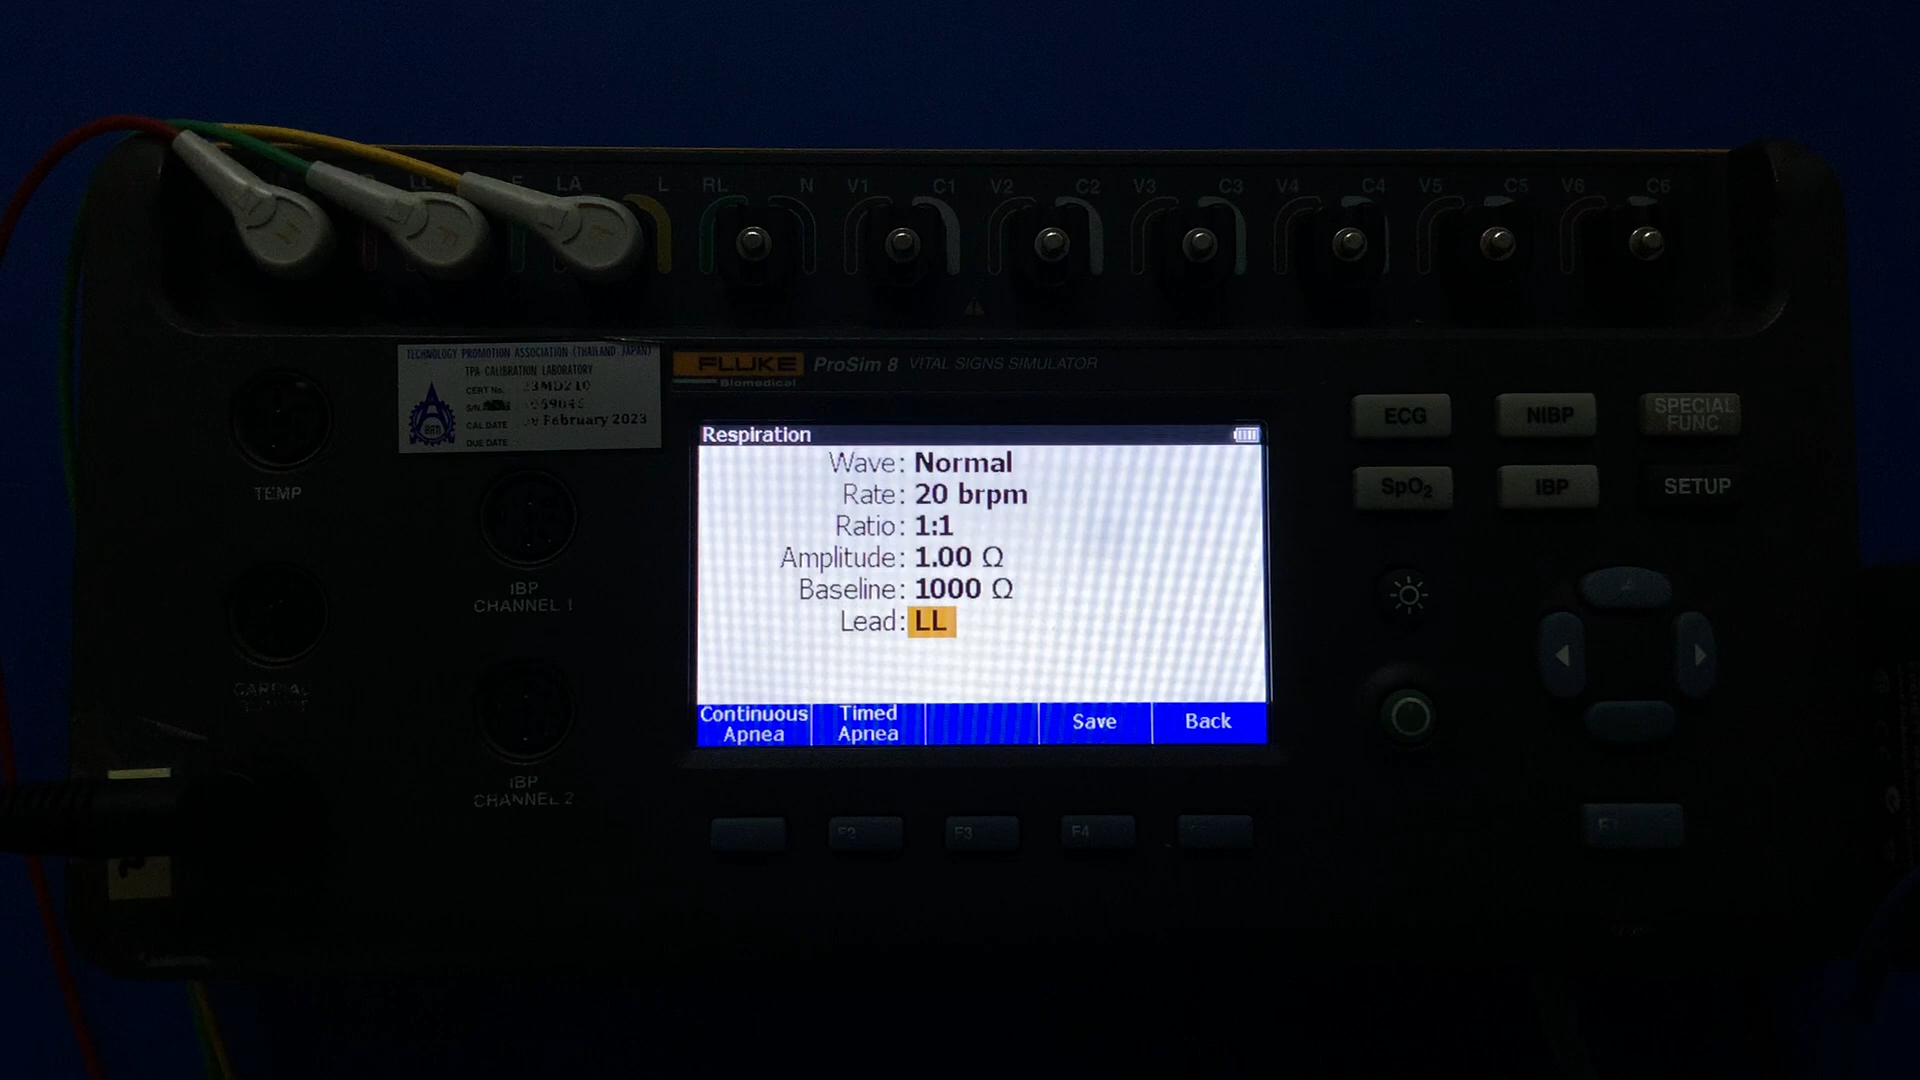 LA L RL N V1 C1 V2 C2 V3 C3 V4 C4 V5 C5 V6 C6
TECHNOLOGY PROMOTION ASSOCIATION (THAILAND JAPAN)
TPA CALIBRATION LABORATORY
CERT No.
S/N.
CAL DATE February 2023
DUE DATE
FLUKE
Biomedical
ProSim 8 VITAL SIGNS SIMULATOR
TEMP
IBP
CHANNEL 1
IBP
CHANNEL 2
Respiration
Wave: Normal
Rate: 20 brpm
Ratio: 1:1
Amplitude: 1.00 Ω
Baseline: 1000 Ω
Lead: LL
Continuous
Apnea
Timed
Apnea
Save
Back
F2 F3 F4
ECG NIBP SPECIAL
FUNC
SpO₂ IBP SETUP